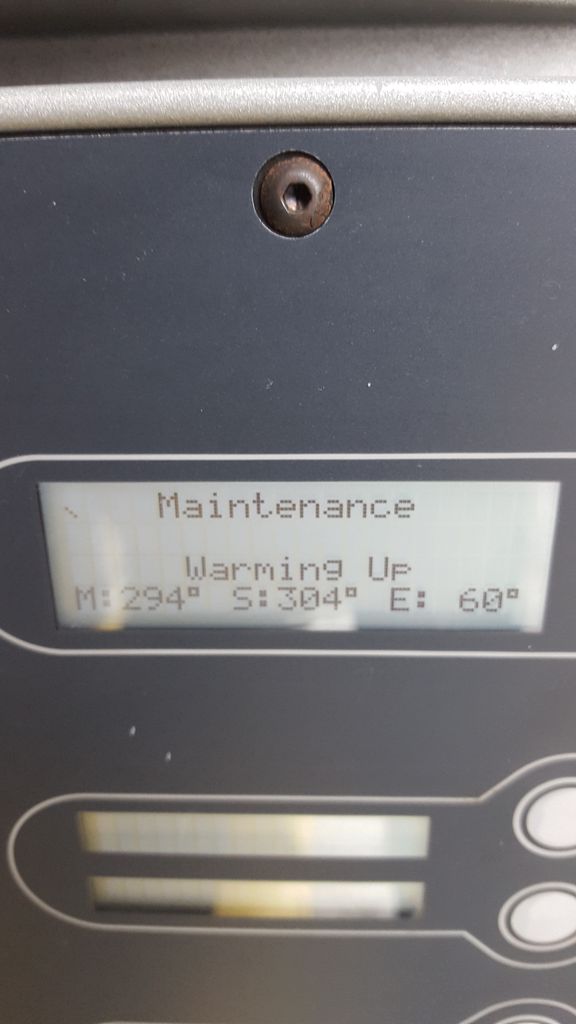 Maintenance
Warming Up
M:294° S:304° E: 60°